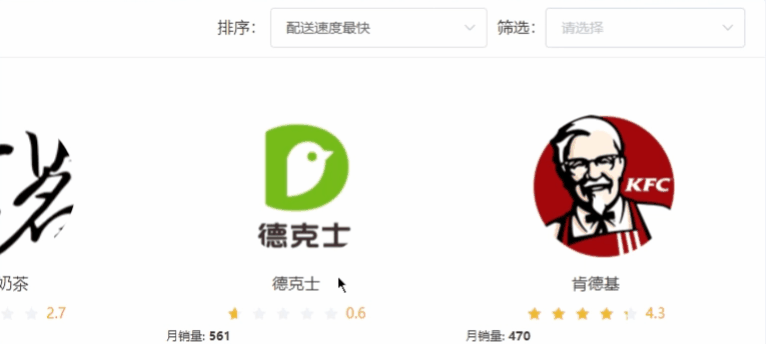 排序： 配送速度最快 筛选： 请选择
茗
德克士
KFC
奶茶 德克士 肯德基
2.7 0.6 4.3
月销量: 561 月销量: 470